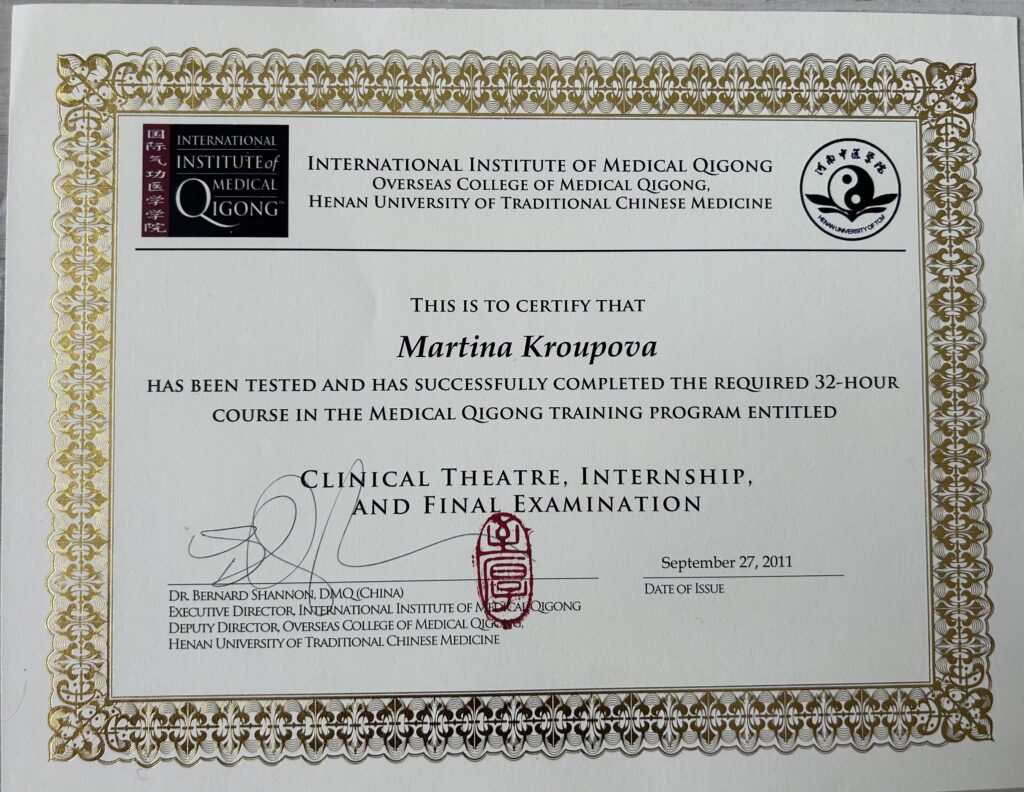 国际气功医学学院
INTERNATIONAL
INSTITUTE of
MEDICAL
QIGONG™
INTERNATIONAL INSTITUTE OF MEDICAL QIGONG
OVERSEAS COLLEGE OF MEDICAL QIGONG,
HENAN UNIVERSITY OF TRADITIONAL CHINESE MEDICINE
河南中医学院
HENAN UNIVERSITY OF TCM
THIS IS TO CERTIFY THAT
Martina Kroupova
HAS BEEN TESTED AND HAS SUCCESSFULLY COMPLETED THE REQUIRED 32-HOUR
COURSE IN THE MEDICAL QIGONG TRAINING PROGRAM ENTITLED
CLINICAL THEATRE, INTERNSHIP,
AND FINAL EXAMINATION
September 27, 2011
DATE OF ISSUE
DR. BERNARD SHANNON, DMQ (CHINA)
EXECUTIVE DIRECTOR, INTERNATIONAL INSTITUTE OF MEDICAL QIGONG
DEPUTY DIRECTOR, OVERSEAS COLLEGE OF MEDICAL QIGONG,
HENAN UNIVERSITY OF TRADITIONAL CHINESE MEDICINE